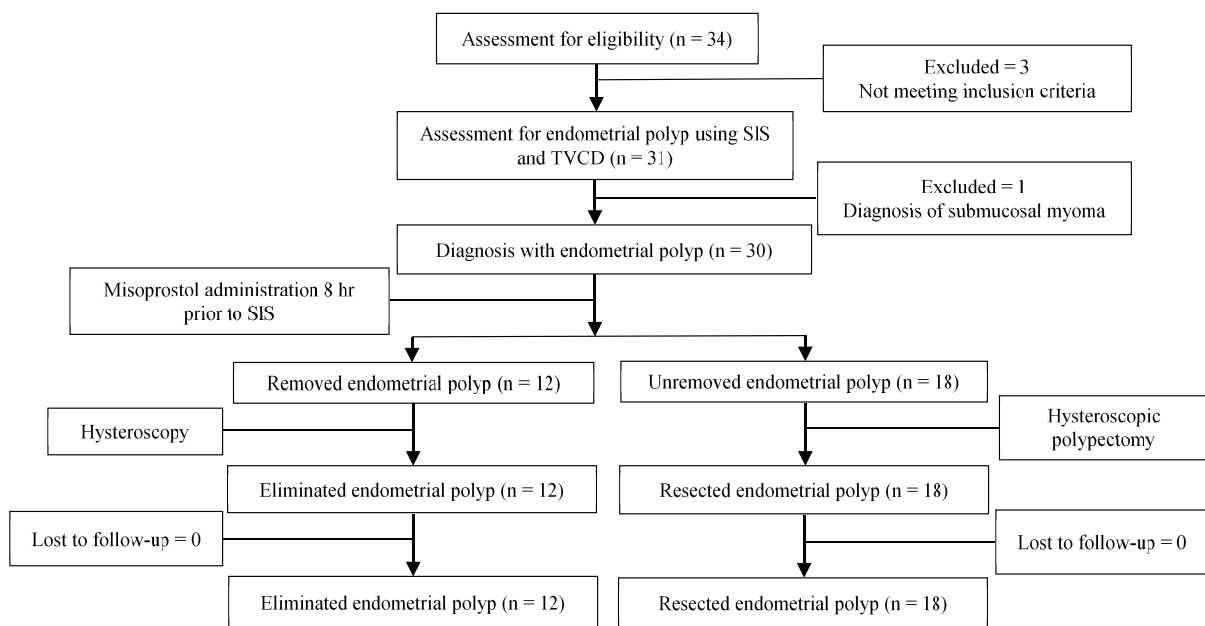 Assessment for eligibility (n = 34)
Excluded = 3
Not meeting inclusion criteria
Assessment for endometrial polyp using SIS
and TVCD (n = 31)
Excluded = 1
Diagnosis of submucosal myoma
Diagnosis with endometrial polyp (n = 30)
Misoprostol administration 8 hr
prior to SIS
Removed endometrial polyp (n = 12)
Unremoved endometrial polyp (n = 18)
Hysteroscopy
Hysteroscopic
polypectomy
Eliminated endometrial polyp (n = 12)
Resected endometrial polyp (n = 18)
Lost to follow-up = 0
Lost to follow-up = 0
Eliminated endometrial polyp (n = 12)
Resected endometrial polyp (n = 18)